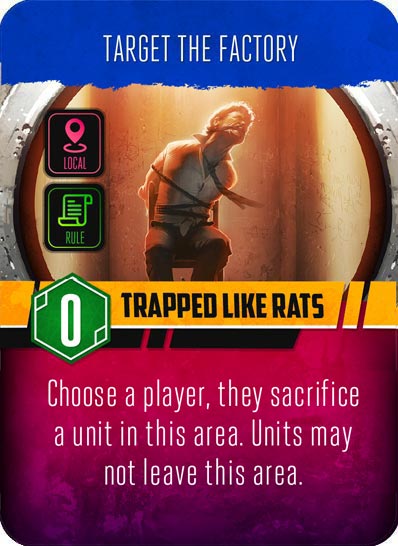 TARGET THE FACTORY
LOCAL
RULE
0
TRAPPED LIKE RATS
Choose a player, they sacrifice
a unit in this area. Units may
not leave this area.